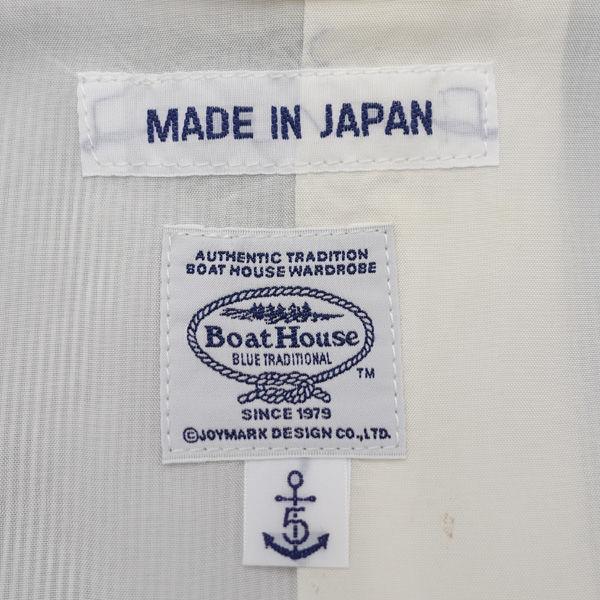 MADE IN JAPAN
AUTHENTIC TRADITION
BOAT HOUSE WARDROBE
BoatHouse
BLUE TRADITIONAL
TM
SINCE 1979
©JOYMARK DESIGN CO.,LTD.
5